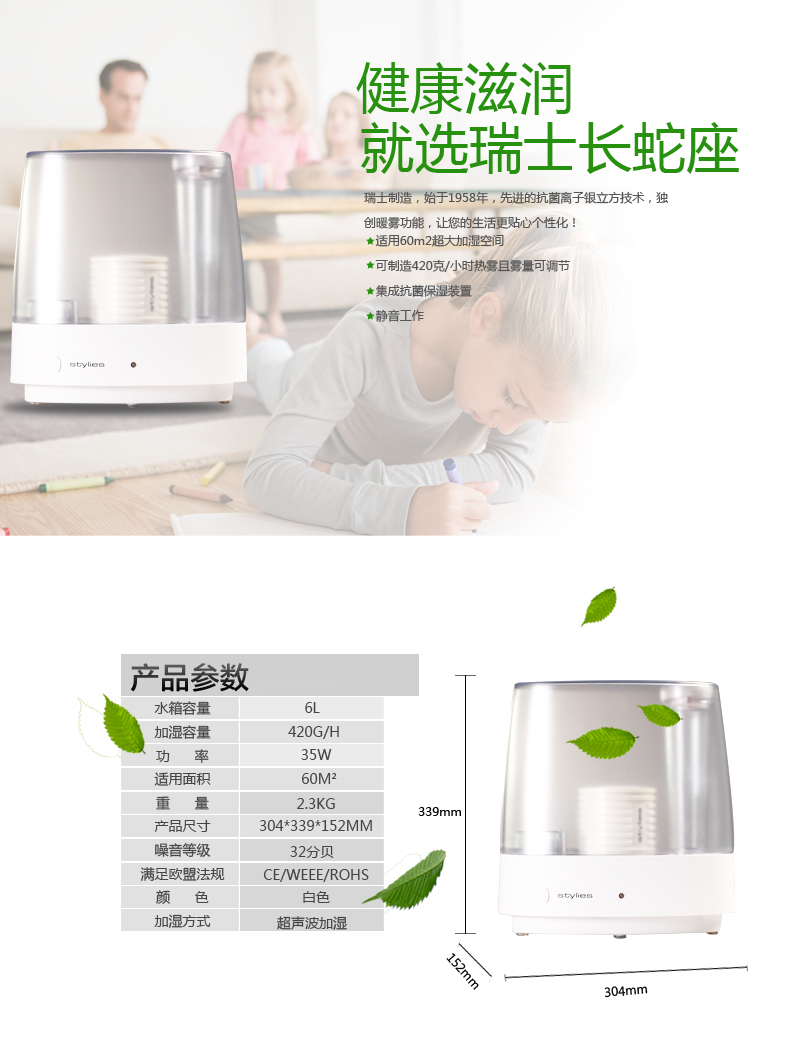 健康滋润
就选瑞士长蛇座
瑞士制造，始于1958年，先进的抗菌离子银立方技术，独
创暖雾功能，让您的生活更贴心个性化！
★适用60m2超大加湿空间
★可制造420克/小时热雾且雾量可调节
★集成抗菌保湿装置
★静音工作
stylies
产品参数
水箱容量 6L
加湿容量 420G/H
功 率 35W
适用面积 60M²
重 量 2.3KG
产品尺寸 304*339*152MM
噪音等级 32分贝
满足欧盟法规 CE/WEEE/ROHS
颜 色 白色
加湿方式 超声波加湿
339mm
stylies
152mm
304mm